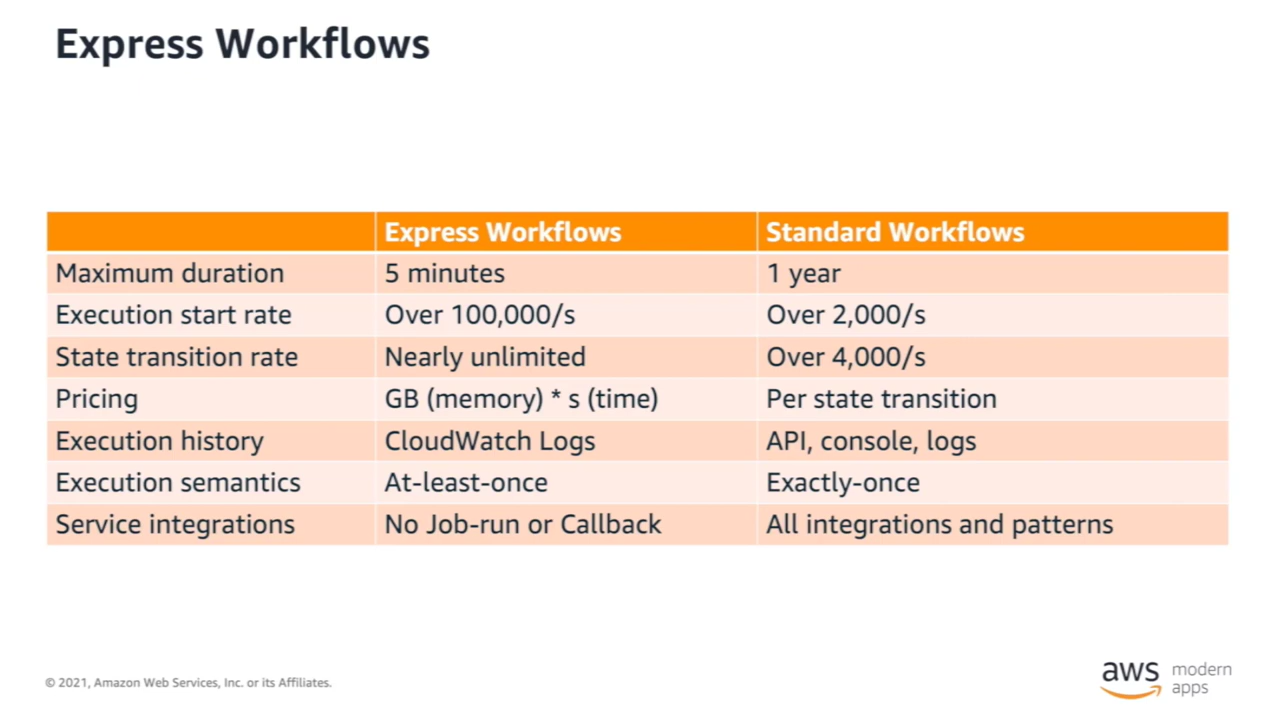 Express Workflows
Express Workflows Standard Workflows
Maximum duration 5 minutes 1 year
Execution start rate Over 100,000/s Over 2,000/s
State transition rate Nearly unlimited Over 4,000/s
Pricing GB (memory) * s (time) Per state transition
Execution history CloudWatch Logs API, console, logs
Execution semantics At-least-once Exactly-once
Service integrations No Job-run or Callback All integrations and patterns
© 2021, Amazon Web Services, Inc. or its Affiliates.
aws modern
apps